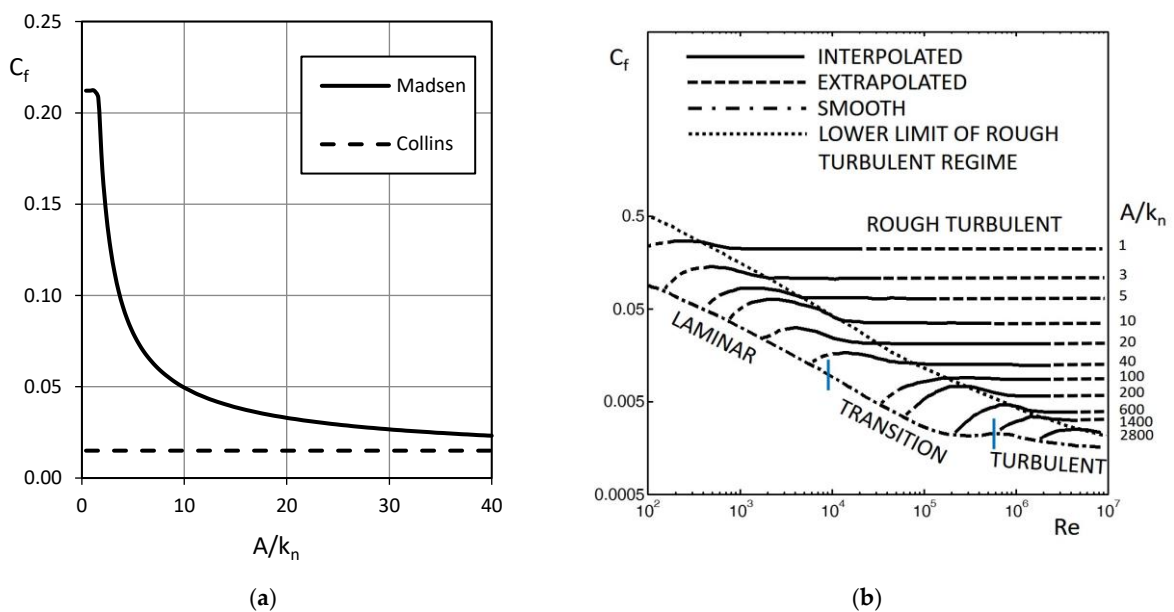 0.25
C_f
0.20
0.15
0.10
0.05
0.00
0
10
20
30
40
A/k_n
Madsen
Collins
(a)
C_f
INTERPOLATED
EXTRAPOLATED
SMOOTH
LOWER LIMIT OF ROUGH
TURBULENT REGIME
0.5
0.05
0.005
0.0005
ROUGH TURBULENT
A/k_n
1
3
5
10
20
40
100
200
600
1400
2800
LAMINAR
TRANSITION
TURBULENT
10^2
10^3
10^4
10^5
10^6
10^7
Re
(b)